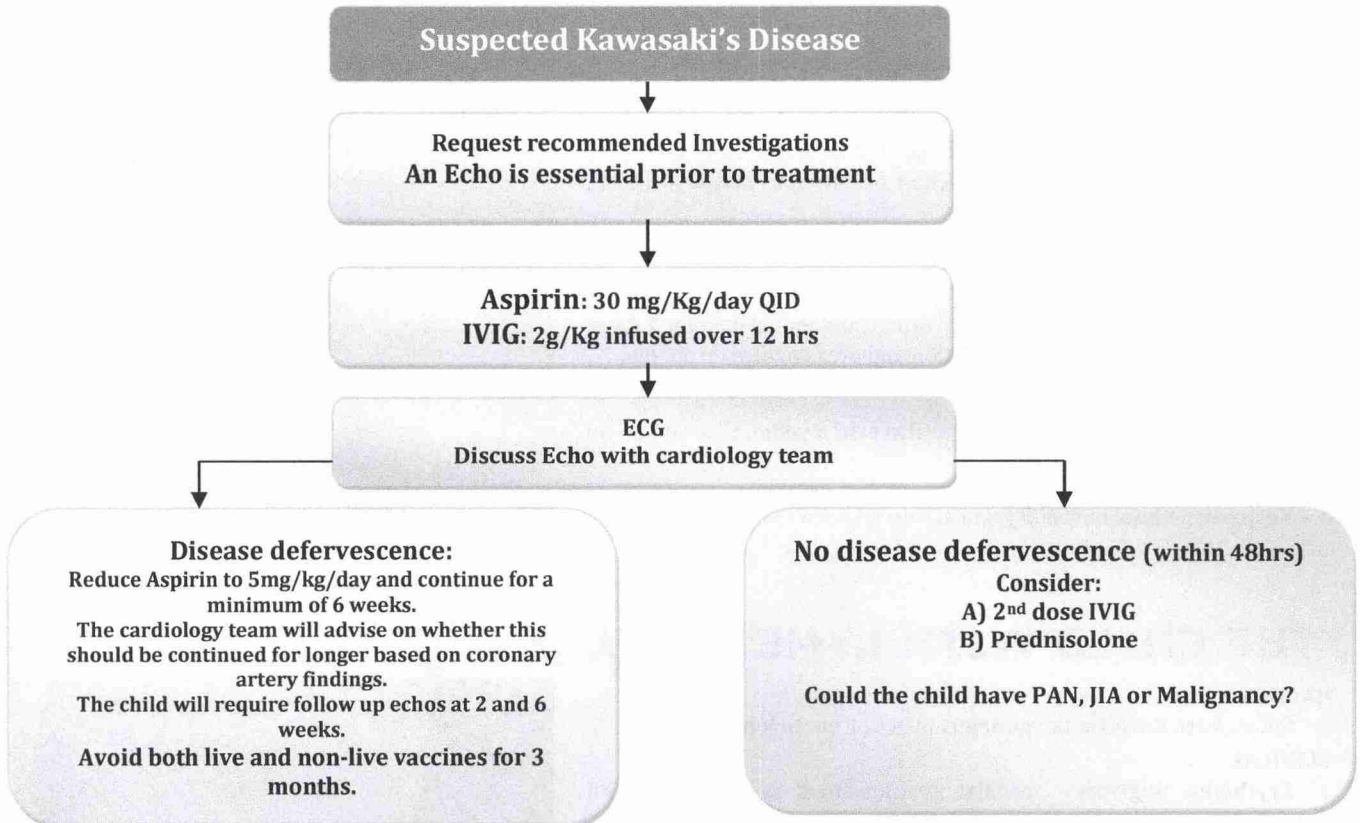 Suspected Kawasaki's Disease
Request recommended Investigations
An Echo is essential prior to treatment
Aspirin: 30 mg/Kg/day QID
IVIG: 2g/Kg infused over 12 hrs
ECG
Discuss Echo with cardiology team
Disease defervescence:
Reduce Aspirin to 5mg/kg/day and continue for a
minimum of 6 weeks.
The cardiology team will advise on whether this
should be continued for longer based on coronary
artery findings.
The child will require follow up echos at 2 and 6
weeks.
Avoid both live and non-live vaccines for 3
months.
No disease defervescence (within 48hrs)
Consider:
A) 2nd dose IVIG
B) Prednisolone
Could the child have PAN, JIA or Malignancy?